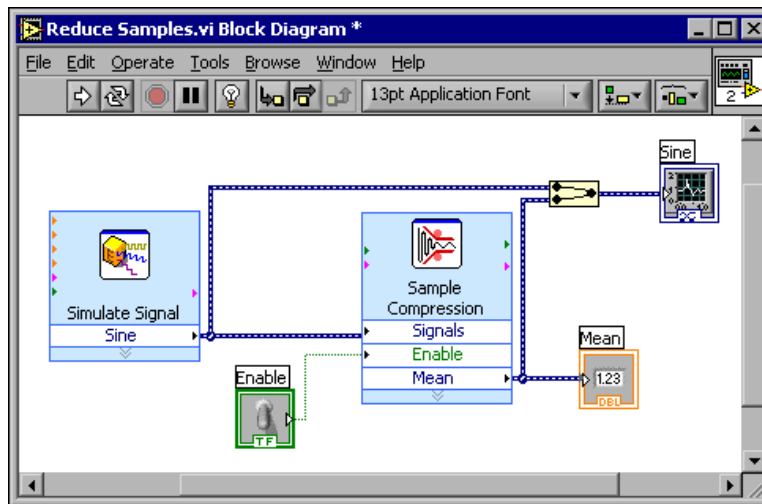 Reduce Samples.vi Block Diagram *
File Edit Operate Tools Browse Window Help
13pt Application Font
2
Sine
Simulate Signal
Sine
Sample
Compression
Signals
Enable
Mean
Enable
TF
Mean
1.23
DBL